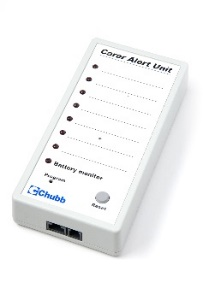 Carer Alert Unit
Battery monitor
Program
Reset
Chubb